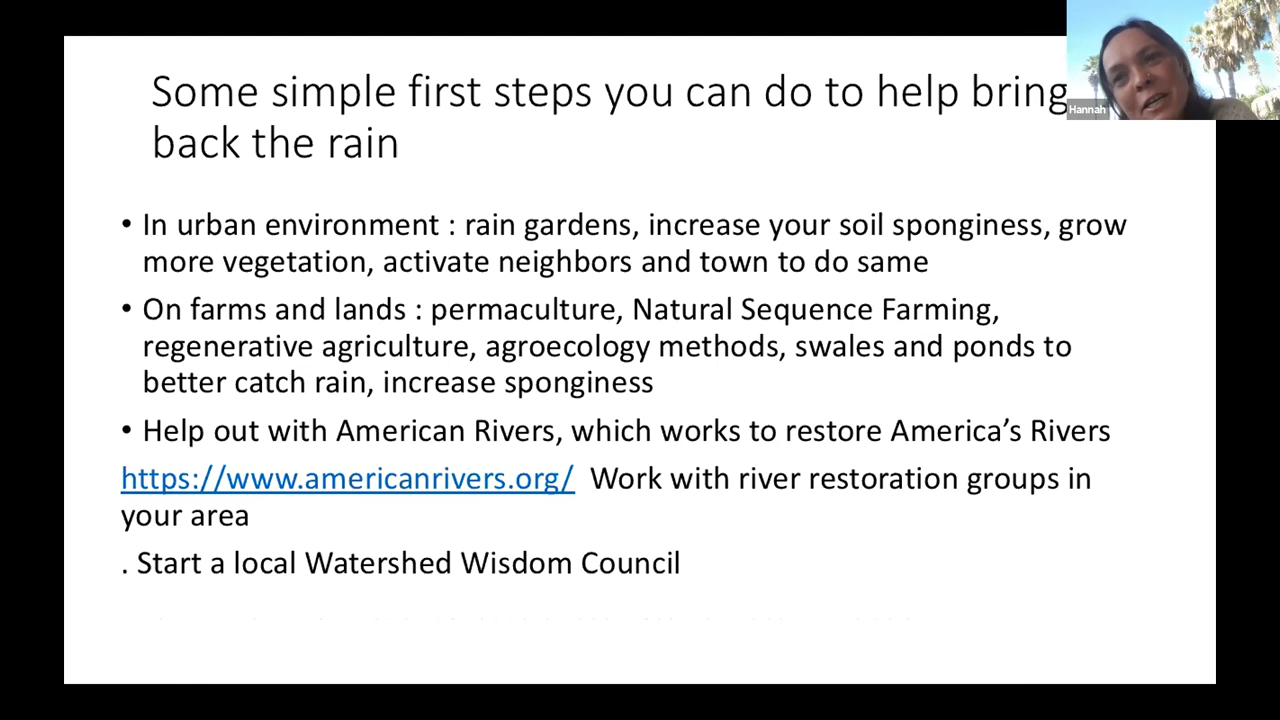 Some simple first steps you can do to help bring
back the rain
Hannah
• In urban environment : rain gardens, increase your soil sponginess, grow
more vegetation, activate neighbors and town to do same
• On farms and lands : permaculture, Natural Sequence Farming,
regenerative agriculture, agroecology methods, swales and ponds to
better catch rain, increase sponginess
• Help out with American Rivers, which works to restore America’s Rivers
https://www.americanrivers.org/  Work with river restoration groups in
your area
. Start a local Watershed Wisdom Council